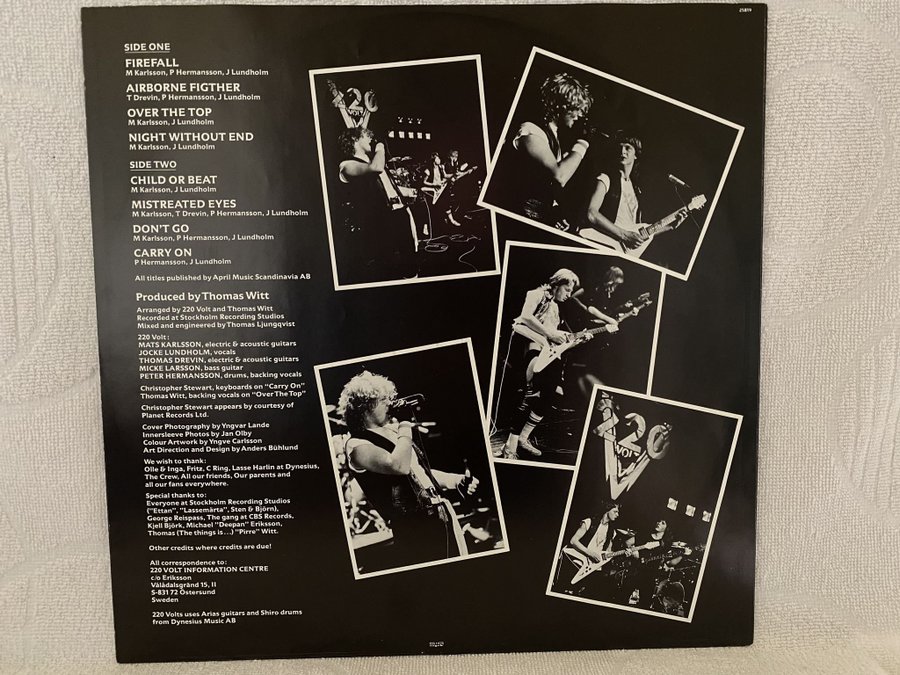 25819
SIDE ONE
FIREFALL
M Karlsson, P Hermansson, J Lundholm
AIRBORNE FIGTHER
T Drevin, P Hermansson, J Lundholm
OVER THE TOP
M Karlsson, J Lundholm
NIGHT WITHOUT END
M Karlsson, J Lundholm
SIDE TWO
CHILD OR BEAT
M Karlsson, J Lundholm
MISTREATED EYES
M Karlsson, T Drevin, P Hermansson, J Lundholm
DON'T GO
M Karlsson, P Hermansson, J Lundholm
CARRY ON
P Hermansson, J Lundholm
All titles published by April Music Scandinavia AB
Produced by Thomas Witt
Arranged by 220 Volt and Thomas Witt
Recorded at Stockholm Recording Studios
Mixed and engineered by Thomas Ljungqvist
220 Volt:
MATS KARLSSON, electric & acoustic guitars
JOCKE LUNDHOLM, vocals
THOMAS DREVIN, electric & acoustic guitars
MICKE LARSSON, bass guitar
PETER HERMANSSON, drums, backing vocals
Christopher Stewart, keyboards on "Carry On"
Thomas Witt, backing vocals on "Over The Top"
Christopher Stewart appears by courtesy of
Planet Records Ltd.
Cover Photography by Yngvar Lande
Innersleeve Photos by Jan Olby
Colour Artwork by Yngve Carlsson
Art Direction and Design by Anders Bühlund
We wish to thank:
Olle & Inga, Fritz, C Ring, Lasse Harlin at Dynesius,
The Crew, All our friends, Our parents and
all our fans everywhere.
Special thanks to:
Everyone at Stockholm Recording Studios
("Ettan", "Lassemärta", Sten & Björn),
George Reispass, The gang at CBS Records,
Kjell Björk, Michael "Deepan" Eriksson,
Thomas (The things is...) "Pirre" Witt.
Other credits where credits are due!
All correspondence to:
220 VOLT INFORMATION CENTRE
c/o Eriksson
Vålådalsgränd 15, II
S-831 72 Östersund
Sweden
220 Volts uses Arias guitars and Shiro drums
from Dynesius Music AB
220
VOLT
220
VOLT